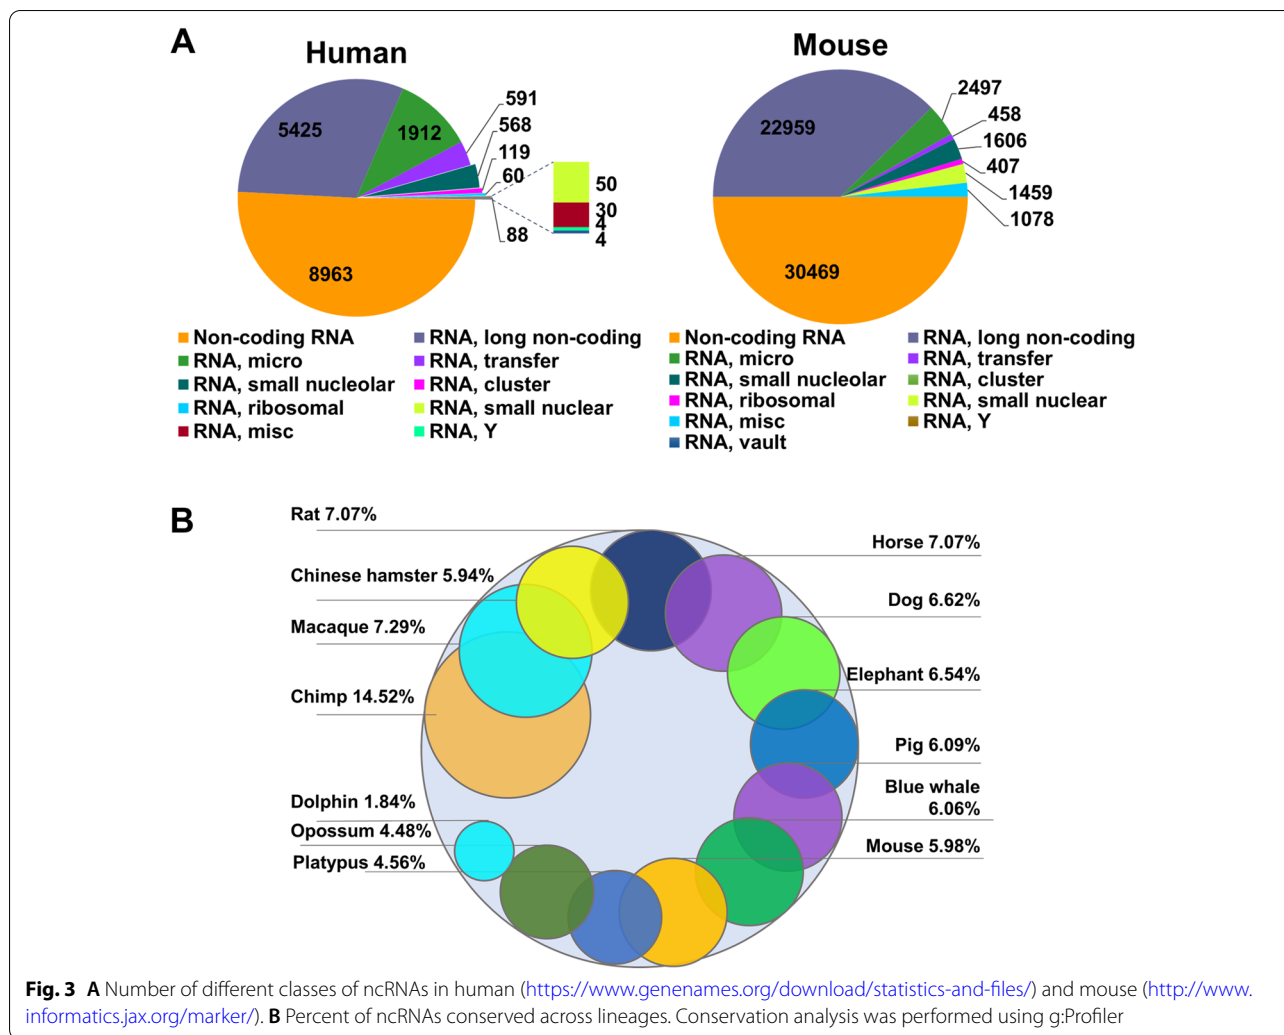 A
Human
5425
1912
591
568
119
60
88
50
30
4
4
8963
Non-coding RNA
RNA, long non-coding
RNA, micro
RNA, transfer
RNA, small nucleolar
RNA, cluster
RNA, ribosomal
RNA, small nuclear
RNA, misc
RNA, Y
Mouse
22959
2497
458
1606
407
1459
1078
30469
Non-coding RNA
RNA, long non-coding
RNA, micro
RNA, transfer
RNA, small nucleolar
RNA, cluster
RNA, ribosomal
RNA, small nuclear
RNA, misc
RNA, Y
RNA, vault
B
Rat 7.07%
Chinese hamster 5.94%
Macaque 7.29%
Chimp 14.52%
Dolphin 1.84%
Opossum 4.48%
Platypus 4.56%
Horse 7.07%
Dog 6.62%
Elephant 6.54%
Pig 6.09%
Blue whale
6.06%
Mouse 5.98%
Fig. 3 A Number of different classes of ncRNAs in human (https://www.genenames.org/download/statistics-and-files/) and mouse (http://www.
informatics.jax.org/marker/). B Percent of ncRNAs conserved across lineages. Conservation analysis was performed using g:Profiler